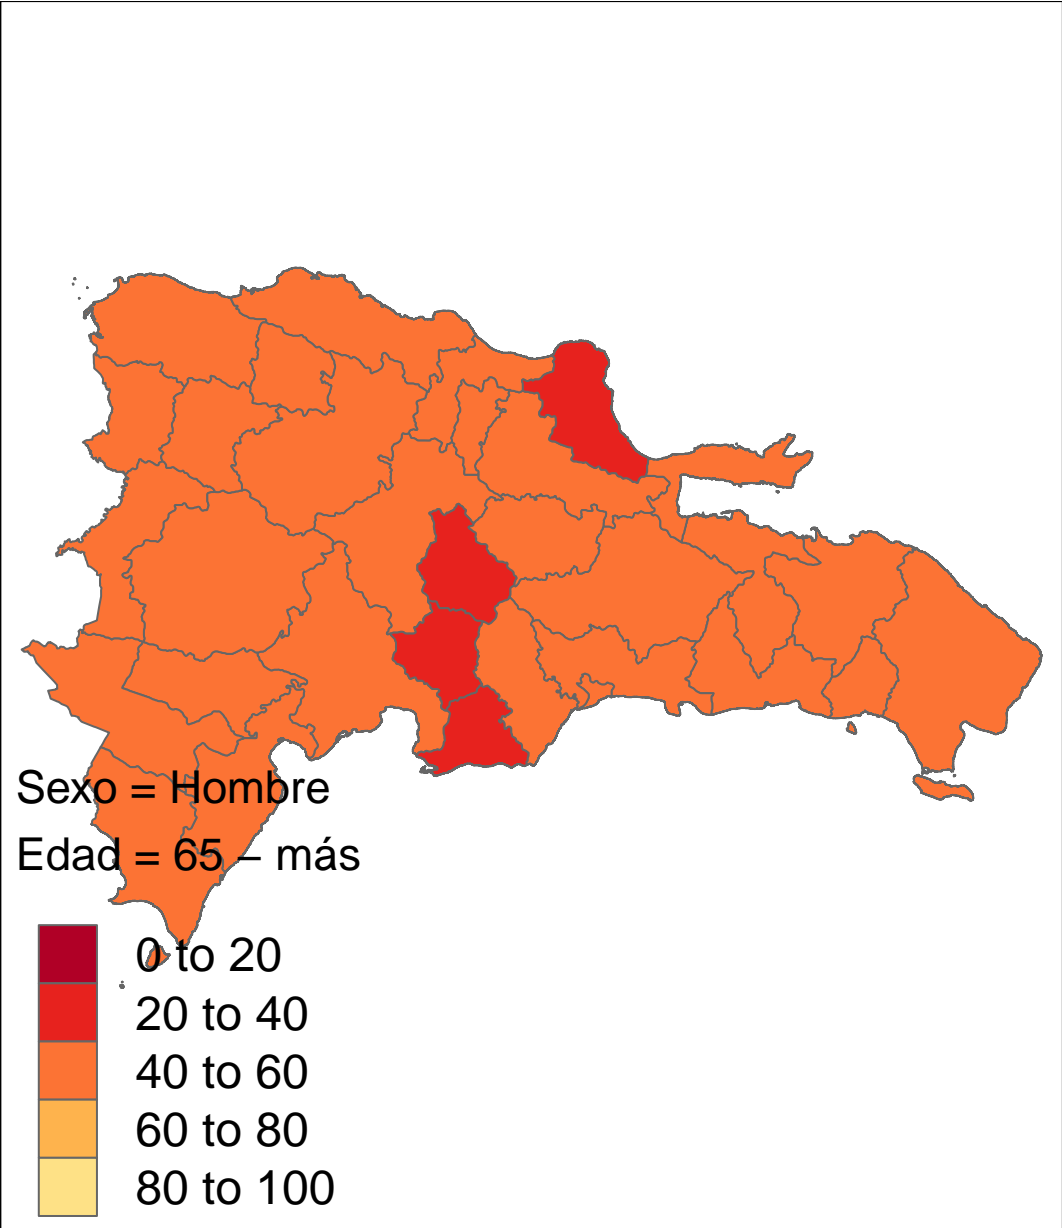 Sexo = Hombre
Edad = 65 – más
0 to 20
20 to 40
40 to 60
60 to 80
80 to 100